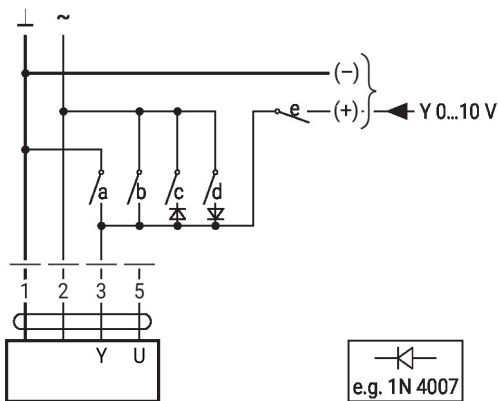 ⊥ ~
(−)
e (+) Y 0...10 V
a b c d
1 2 3 5
Y U
e.g. 1N 4007